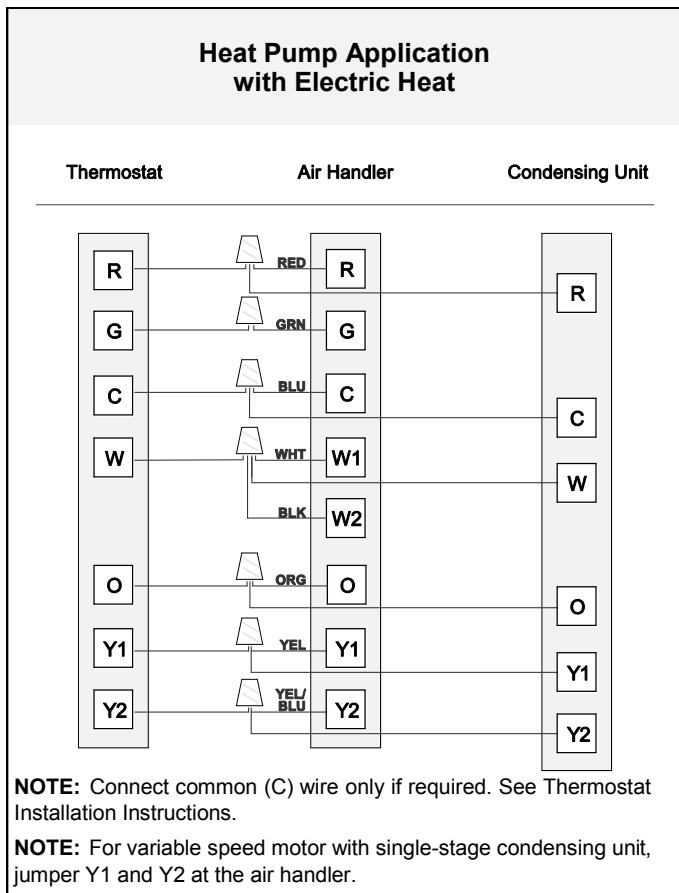 Heat Pump Application
with Electric Heat
Thermostat Air Handler Condensing Unit
R RED R
R
G GRN G
C BLU C
C
W WHT W1
W
BLK W2
O ORG O
O
Y1 YEL Y1
Y1
Y2 YEL/
BLU Y2
Y2
NOTE: Connect common (C) wire only if required. See Thermostat
Installation Instructions.
NOTE: For variable speed motor with single-stage condensing unit,
jumper Y1 and Y2 at the air handler.